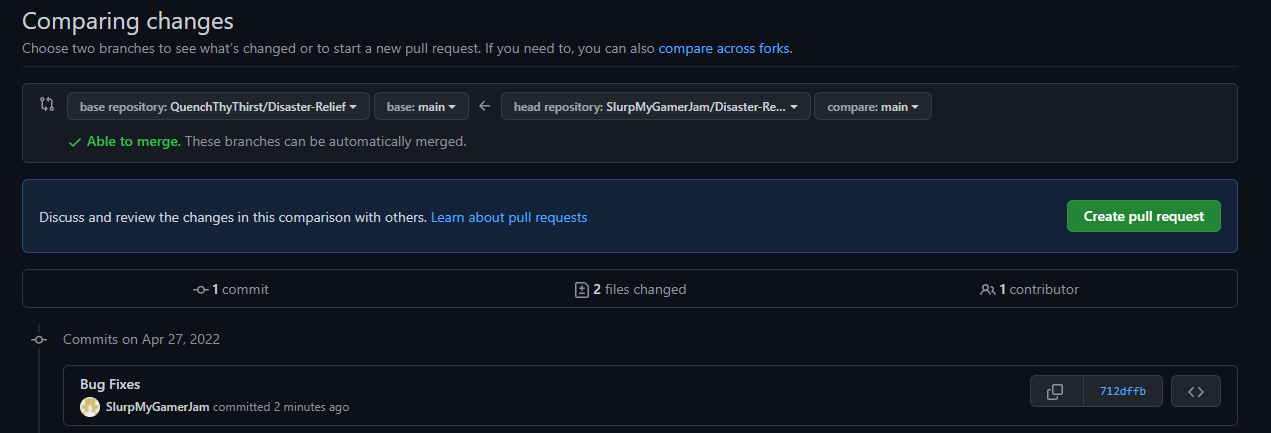 Comparing changes
Choose two branches to see what's changed or to start a new pull request. If you need to, you can also compare across forks.
base repository: QuenchThyThirst/Disaster-Relief base: main head repository: SlurpMyGamerJam/Disaster-Re... compare: main
Able to merge. These branches can be automatically merged.
Discuss and review the changes in this comparison with others. Learn about pull requests Create pull request
1 commit 2 files changed 1 contributor
Commits on Apr 27, 2022
Bug Fixes
SlurpMyGamerJam committed 2 minutes ago 712dffb